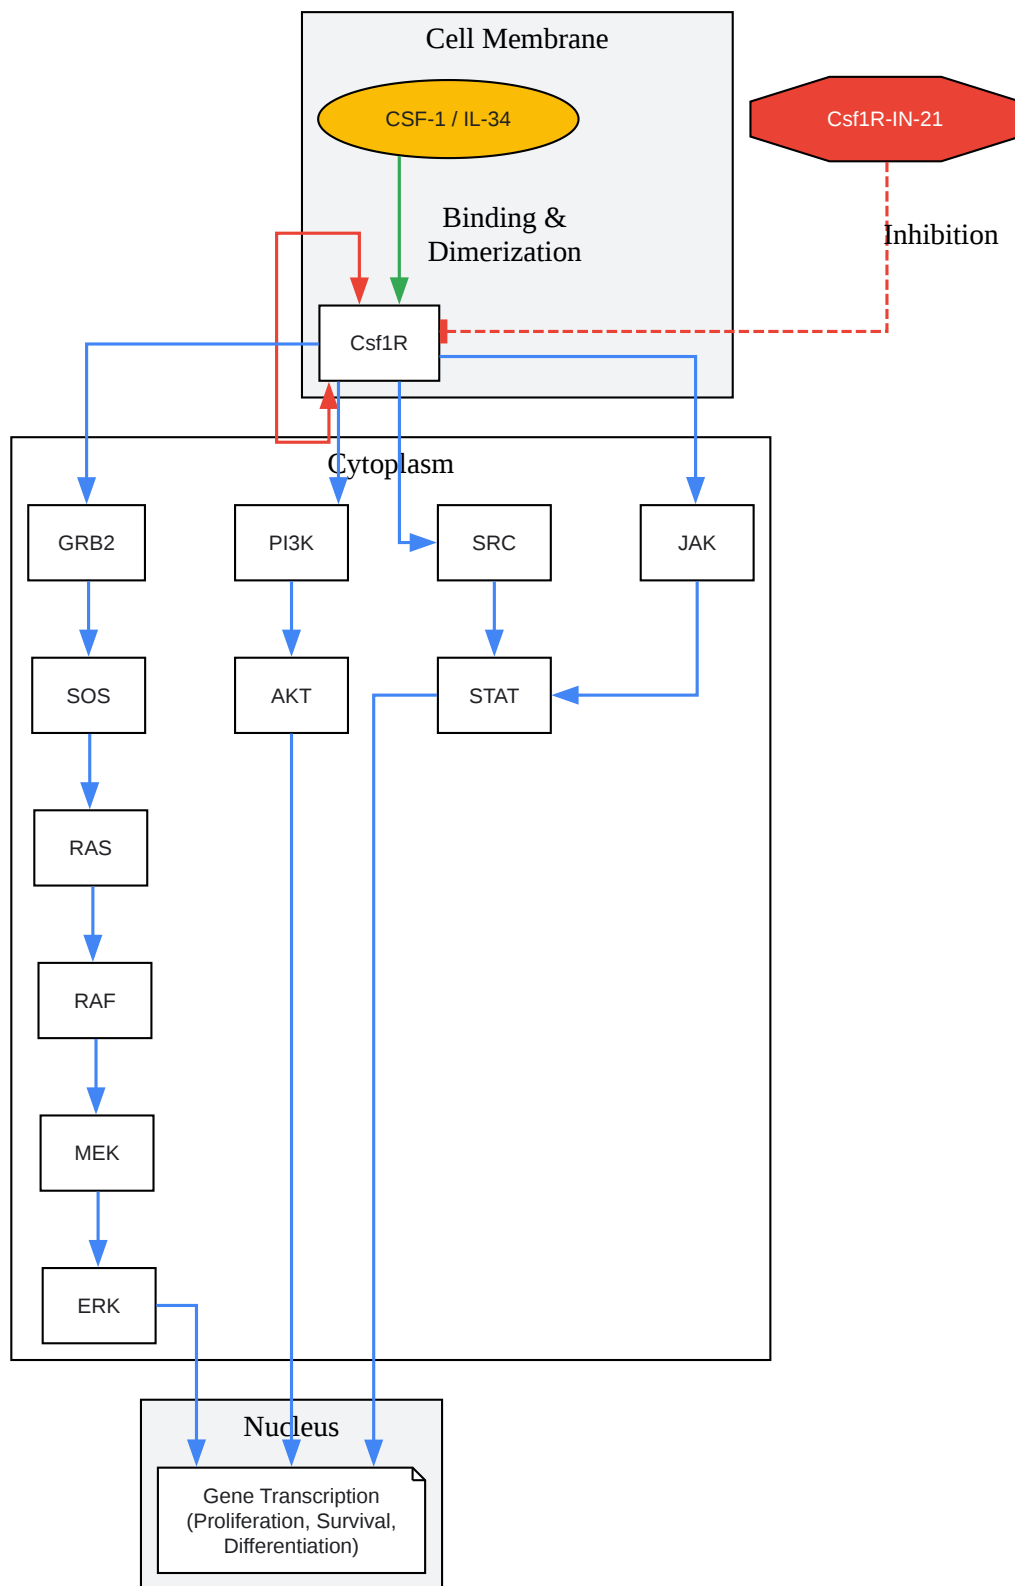 Cell Membrane
CSF-1 / IL-34
Csf1R-IN-21
Binding &
Dimerization
Inhibition
Csf1R
Cytoplasm
GRB2
PI3K
SRC
JAK
SOS
AKT
STAT
RAS
RAF
MEK
ERK
Nucleus
Gene Transcription
(Proliferation, Survival,
Differentiation)